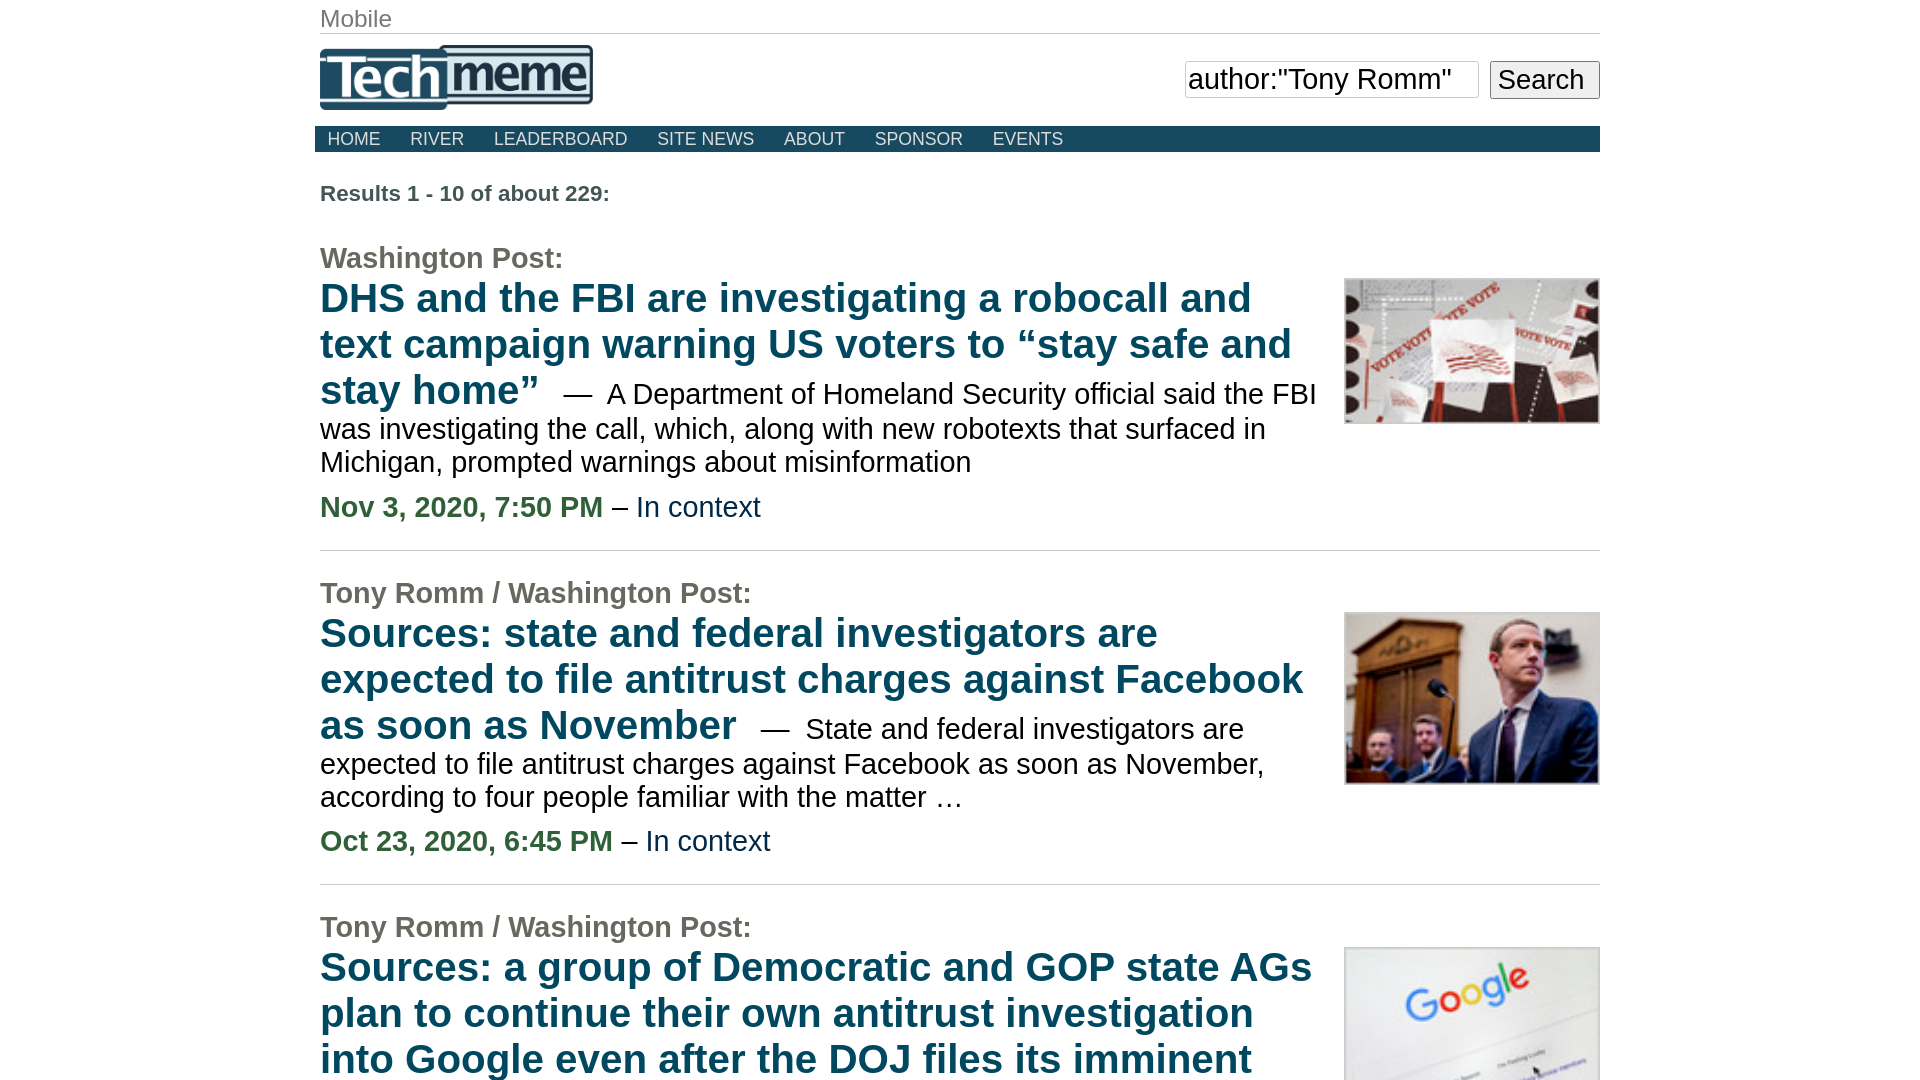 Mobile
Techmeme
author:"Tony Romm"
Search
HOME RIVER LEADERBOARD SITE NEWS ABOUT SPONSOR EVENTS
Results 1 - 10 of about 229:
Washington Post:
DHS and the FBI are investigating a robocall and
text campaign warning US voters to “stay safe and
stay home” — A Department of Homeland Security official said the FBI
was investigating the call, which, along with new robotexts that surfaced in
Michigan, prompted warnings about misinformation
VOTE VOTE VOTE VOTE
VOTE VOTE
Nov 3, 2020, 7:50 PM – In context
Tony Romm / Washington Post:
Sources: state and federal investigators are
expected to file antitrust charges against Facebook
as soon as November — State and federal investigators are
expected to file antitrust charges against Facebook as soon as November,
according to four people familiar with the matter …
Oct 23, 2020, 6:45 PM – In context
Tony Romm / Washington Post:
Sources: a group of Democratic and GOP state AGs
plan to continue their own antitrust investigation
into Google even after the DOJ files its imminent
Google